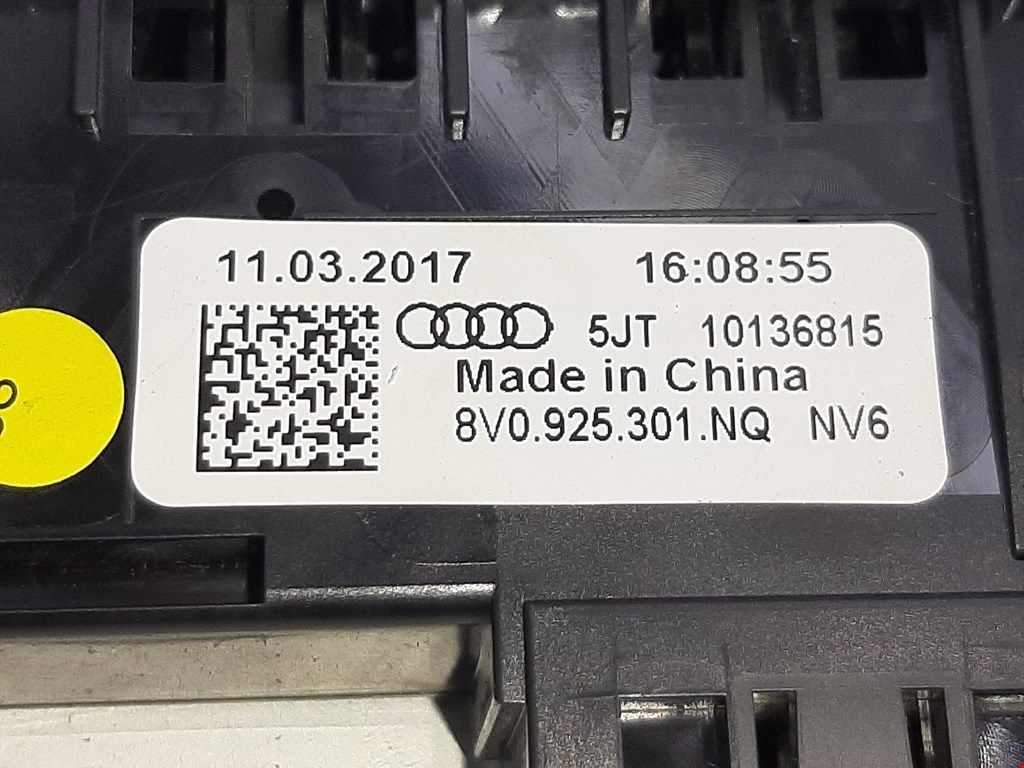 11.03.2017 16:08:55
5JT 10136815
Made in China
8V0.925.301.NQ NV6